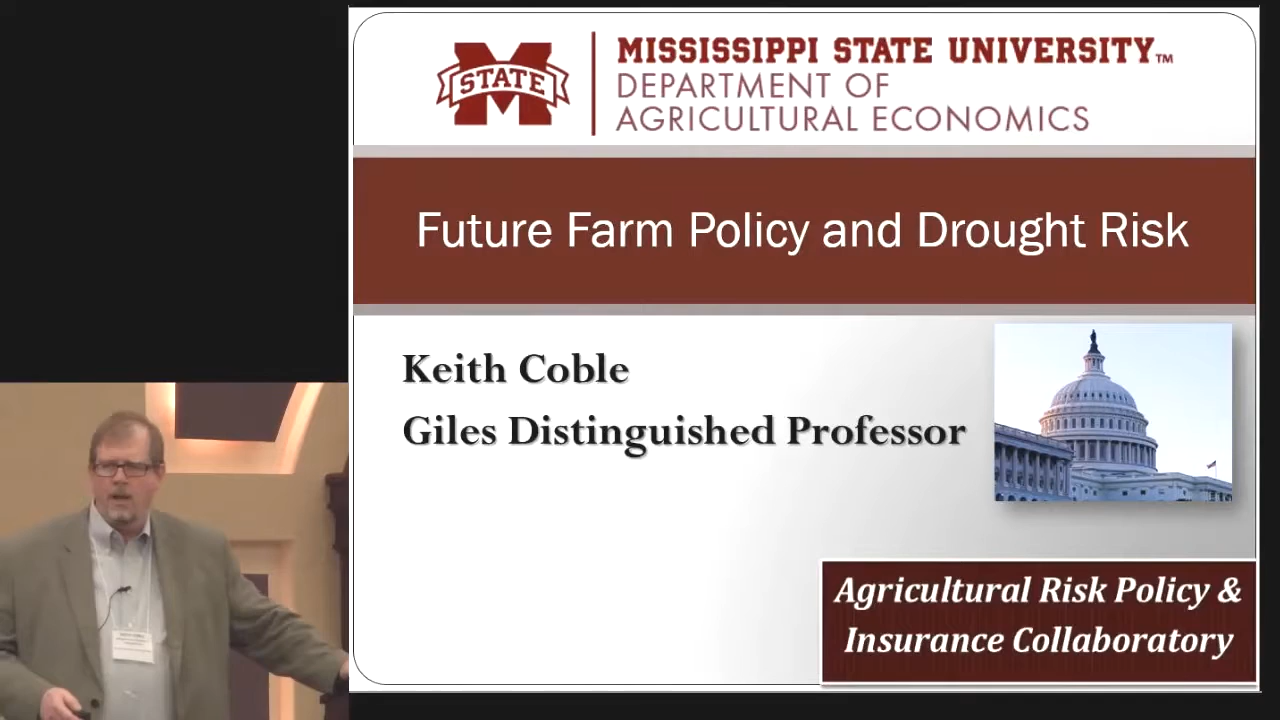 STATE
MISSISSIPPI STATE UNIVERSITY™
DEPARTMENT OF
AGRICULTURAL ECONOMICS
Future Farm Policy and Drought Risk
Keith Coble
Giles Distinguished Professor
Agricultural Risk Policy &
Insurance Collaboratory